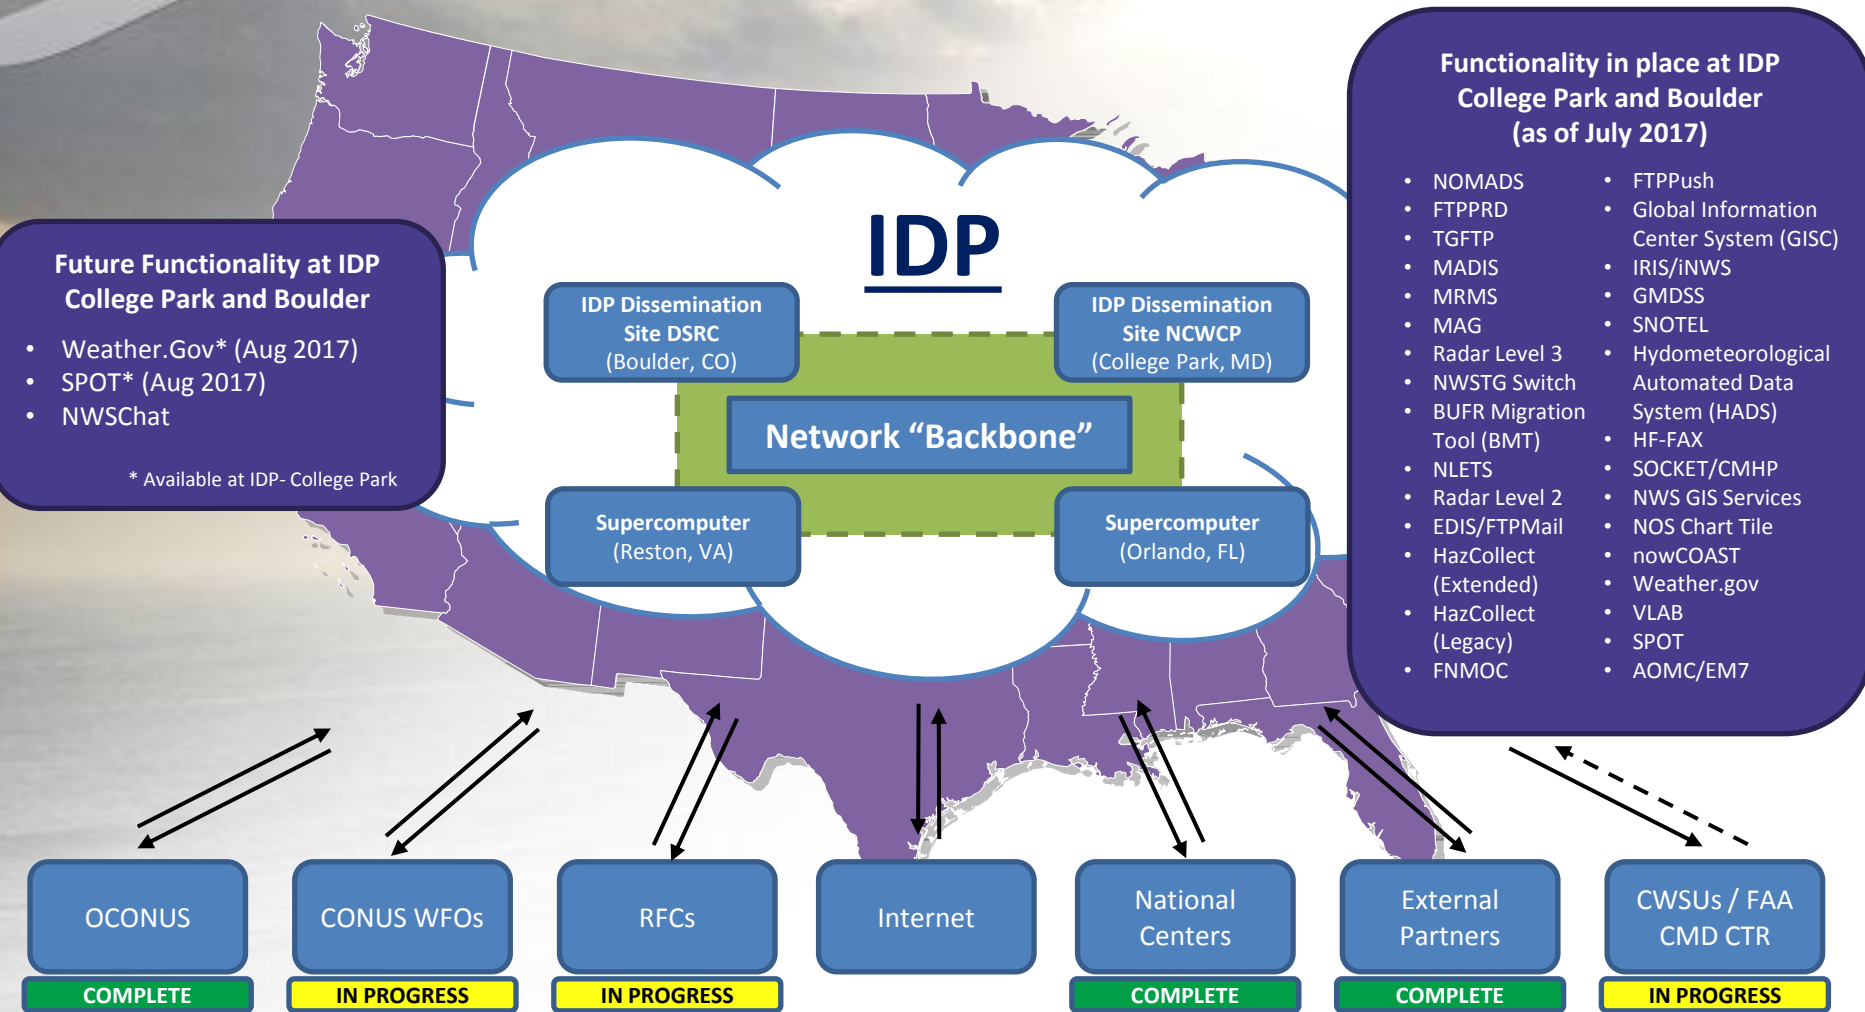 IDP
Future Functionality at IDP
College Park and Boulder
• Weather.Gov* (Aug 2017)
• SPOT* (Aug 2017)
• NWSChat
* Available at IDP- College Park
IDP Dissemination
Site DSRC
(Boulder, CO)
IDP Dissemination
Site NCWCP
(College Park, MD)
Network “Backbone”
Supercomputer
(Reston, VA)
Supercomputer
(Orlando, FL)
Functionality in place at IDP
College Park and Boulder
(as of July 2017)
• NOMADS
• FTPPRD
• TGFTP
• MADIS
• MRMS
• MAG
• Radar Level 3
• NWSTG Switch
• BUFR Migration
Tool (BMT)
• NLETS
• Radar Level 2
• EDIS/FTPMail
• HazCollect
(Extended)
• HazCollect
(Legacy)
• FNMOC
• FTPPush
• Global Information
Center System (GISC)
• IRIS/iNWS
• GMDSS
• SNOTEL
• Hydometeorological
Automated Data
System (HADS)
• HF-FAX
• SOCKET/CMHP
• NWS GIS Services
• NOS Chart Tile
• nowCOAST
• Weather.gov
• VLAB
• SPOT
• AOMC/EM7
OCONUS
COMPLETE
CONUS WFOs
IN PROGRESS
RFCs
IN PROGRESS
Internet
National
Centers
COMPLETE
External
Partners
COMPLETE
CWSUs / FAA
CMD CTR
IN PROGRESS